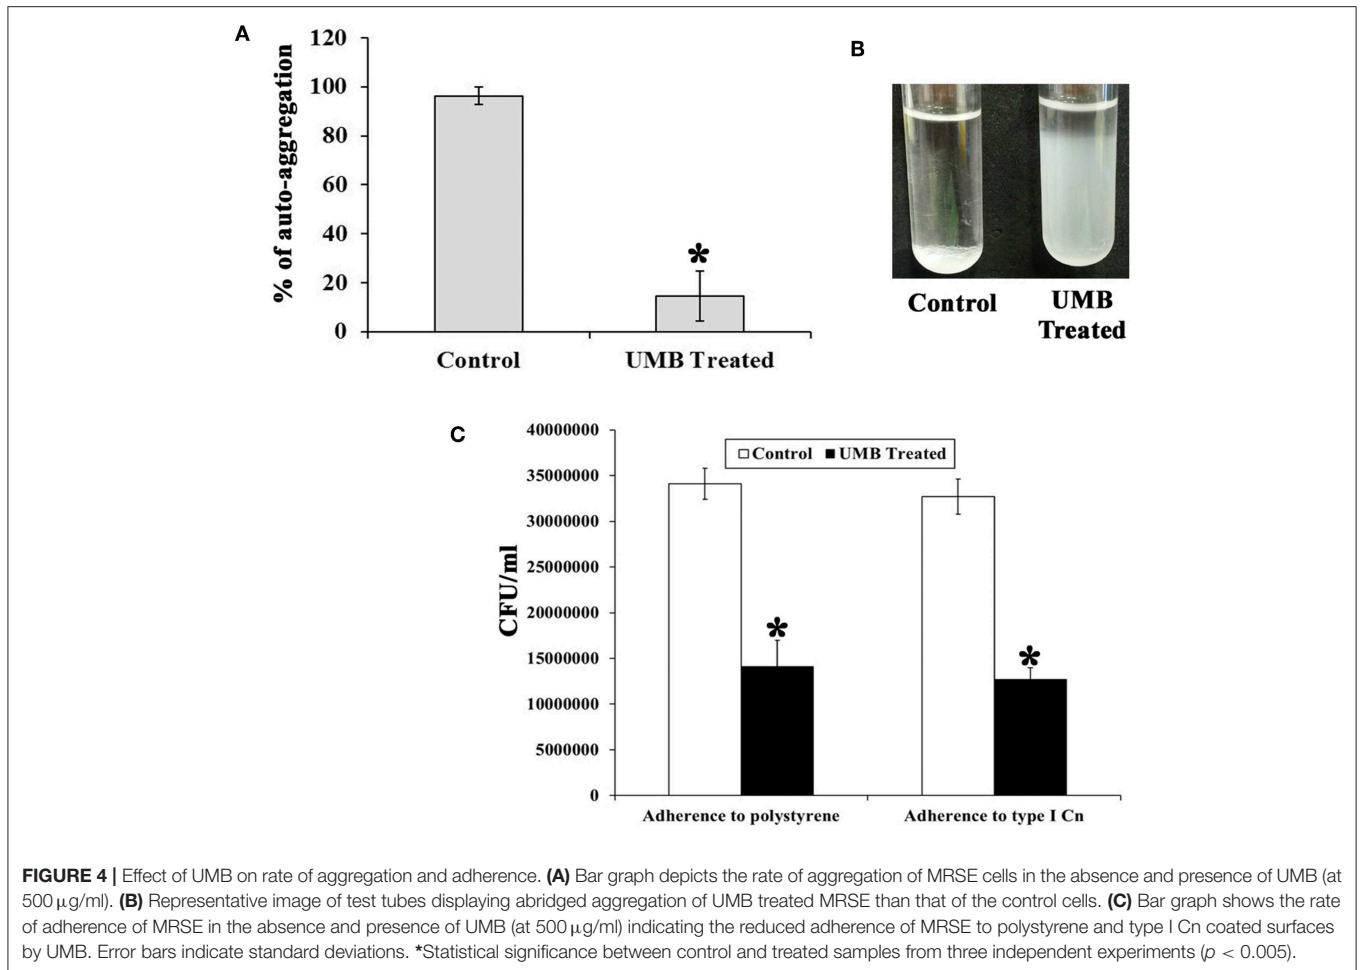 A
% of auto-aggregation
120
100
80
60
40
20
0
*
Control
UMB Treated
B
Control
UMB
Treated
C
CFU/ml
40000000
35000000
30000000
25000000
20000000
15000000
10000000
5000000
0
Control UMB Treated
*
*
Adherence to polystyrene
Adherence to type I Cn
FIGURE 4 | Effect of UMB on rate of aggregation and adherence. (A) Bar graph depicts the rate of aggregation of MRSE cells in the absence and presence of UMB (at
500 μg/ml). (B) Representative image of test tubes displaying abridged aggregation of UMB treated MRSE than that of the control cells. (C) Bar graph shows the rate
of adherence of MRSE in the absence and presence of UMB (at 500 μg/ml) indicating the reduced adherence of MRSE to polystyrene and type I Cn coated surfaces
by UMB. Error bars indicate standard deviations. *Statistical significance between control and treated samples from three independent experiments (p < 0.005).